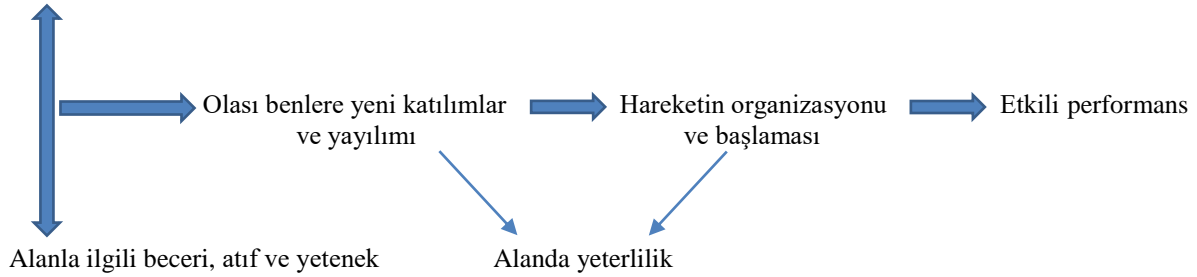 Olası benlere yeni katılımlar
ve yayılımı
Hareketin organizasyonu
ve başlaması
Etkili performans
Alanla ilgili beceri, atıf ve yetenek
Alanda yeterlilik